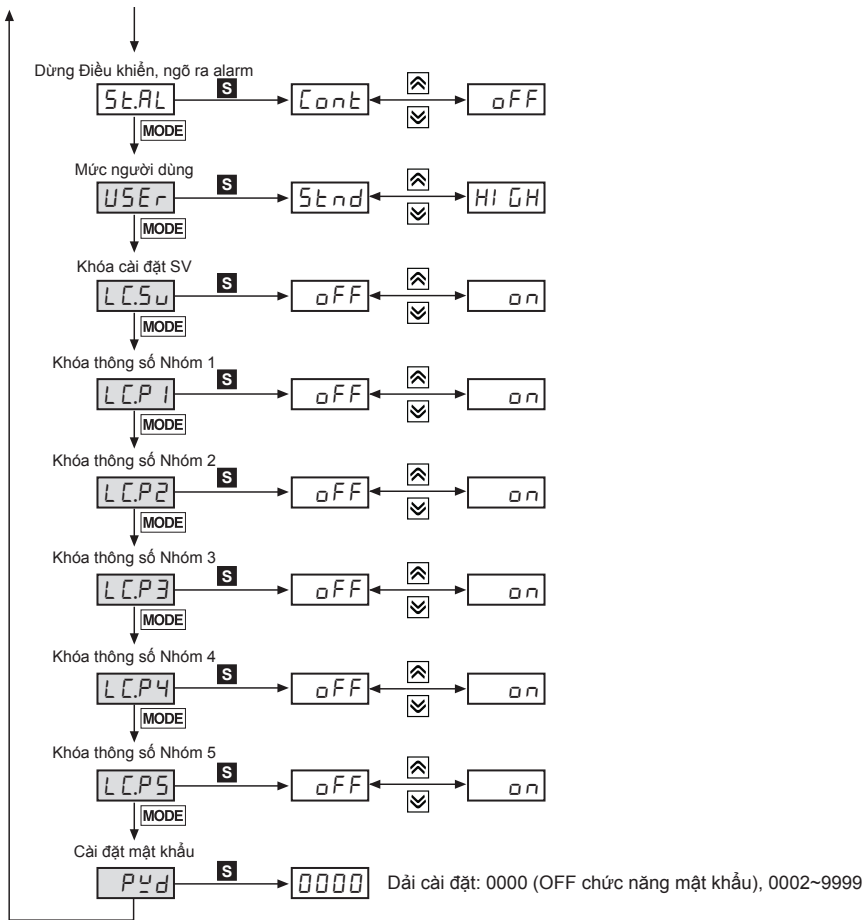 Dừng Điều khiển, ngõ ra alarm
St.AL S Cont oFF
MODE
Mức người dùng
USEr S Stnd HIGH
MODE
Khóa cài đặt SV
LC.Sv S oFF on
MODE
Khóa thông số Nhóm 1
LC.P1 S oFF on
MODE
Khóa thông số Nhóm 2
LC.P2 S oFF on
MODE
Khóa thông số Nhóm 3
LC.P3 S oFF on
MODE
Khóa thông số Nhóm 4
LC.P4 S oFF on
MODE
Khóa thông số Nhóm 5
LC.P5 S oFF on
MODE
Cài đặt mật khẩu
PWd S 0000 Dải cài đặt: 0000 (OFF chức năng mật khẩu), 0002~9999